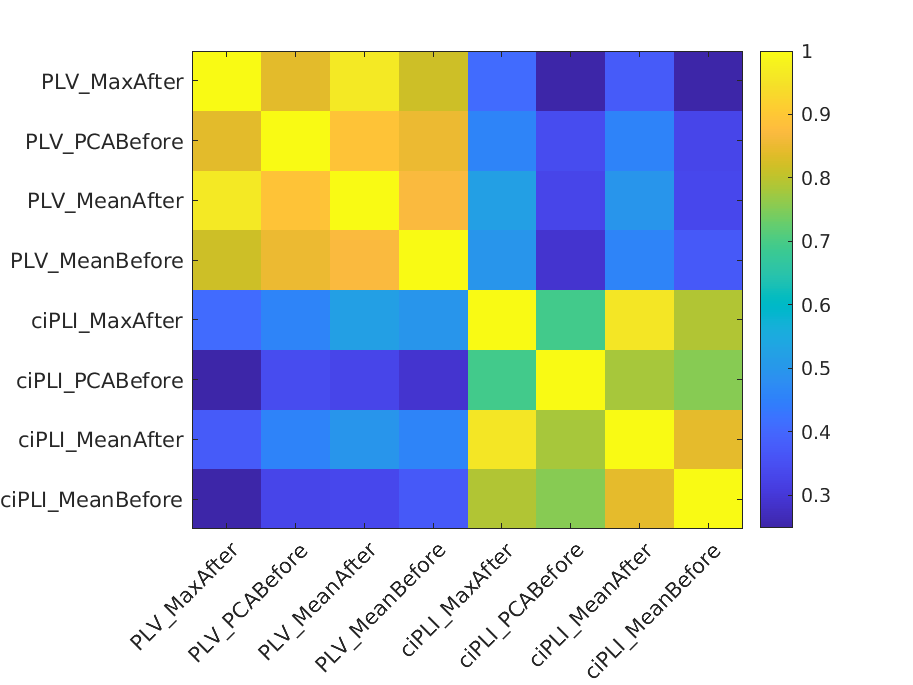 PLV_MaxAfter
PLV_PCABefore
PLV_MeanAfter
PLV_MeanBefore
ciPLI_MaxAfter
ciPLI_PCABefore
ciPLI_MeanAfter
ciPLI_MeanBefore
PLV_MaxAfter
PLV_PCABefore
PLV_MeanAfter
PLV_MeanBefore
ciPLI_MaxAfter
ciPLI_PCABefore
ciPLI_MeanAfter
ciPLI_MeanBefore
1
0.9
0.8
0.7
0.6
0.5
0.4
0.3